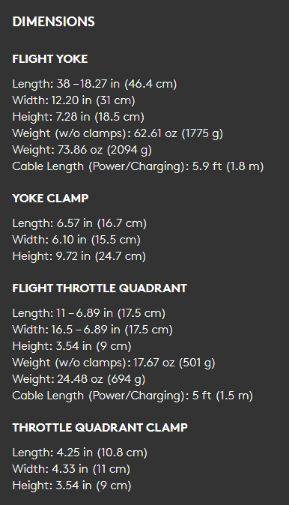 DIMENSIONS
FLIGHT YOKE
Length: 38 –18.27 in (46.4 cm)
Width: 12.20 in (31 cm)
Height: 7.28 in (18.5 cm)
Weight (w/o clamps): 62.61 oz (1775 g)
Weight: 73.86 oz (2094 g)
Cable Length (Power/Charging): 5.9 ft (1.8 m)
YOKE CLAMP
Length: 6.57 in (16.7 cm)
Width: 6.10 in (15.5 cm)
Height: 9.72 in (24.7 cm)
FLIGHT THROTTLE QUADRANT
Length: 11 – 6.89 in (17.5 cm)
Width: 16.5 – 6.89 in (17.5 cm)
Height: 3.54 in (9 cm)
Weight (w/o clamps): 17.67 oz (501 g)
Weight: 24.48 oz (694 g)
Cable Length (Power/Charging): 5 ft (1.5 m)
THROTTLE QUADRANT CLAMP
Length: 4.25 in (10.8 cm)
Width: 4.33 in (11 cm)
Height: 3.54 in (9 cm)